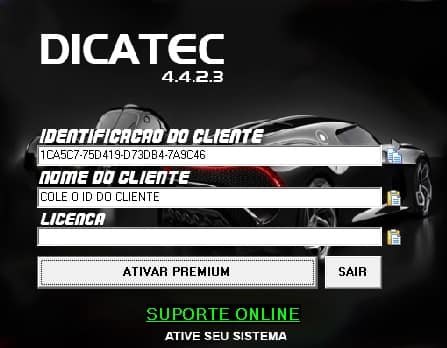 DICATEC
4.4.2.3
IDENTIFICACAO DO CLIENTE
1CA5C7-75D419-D73DB4-7A9C46
NOME DO CLIENTE
COLE O ID DO CLIENTE
LICENCA
ATIVAR PREMIUM
SAIR
SUPORTE ONLINE
ATIVE SEU SISTEMA